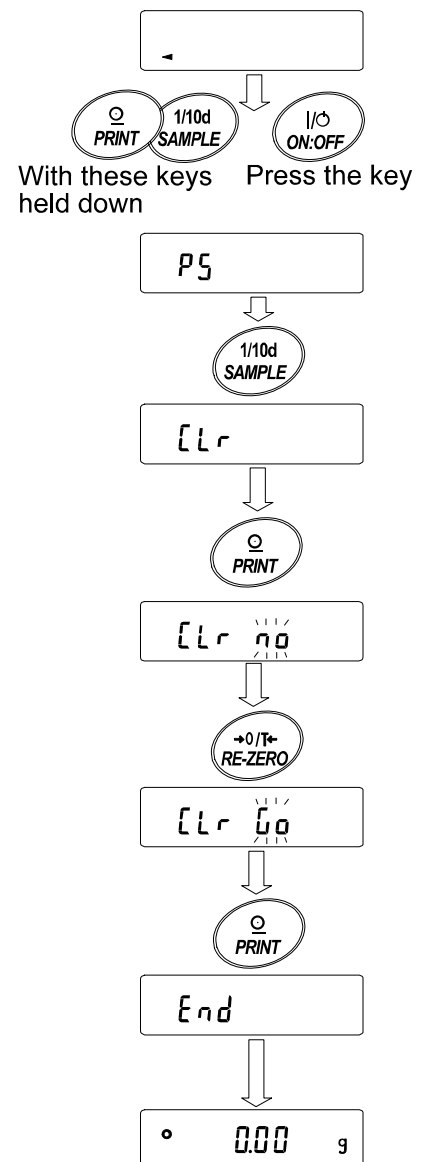 PRINT
1/10d
SAMPLE
I/⏻
ON:OFF
With these keys
held down
Press the key
PS
1/10d
SAMPLE
CLr
PRINT
CLr no
→0/T←
RE-ZERO
CLr Go
PRINT
End
0.00 g